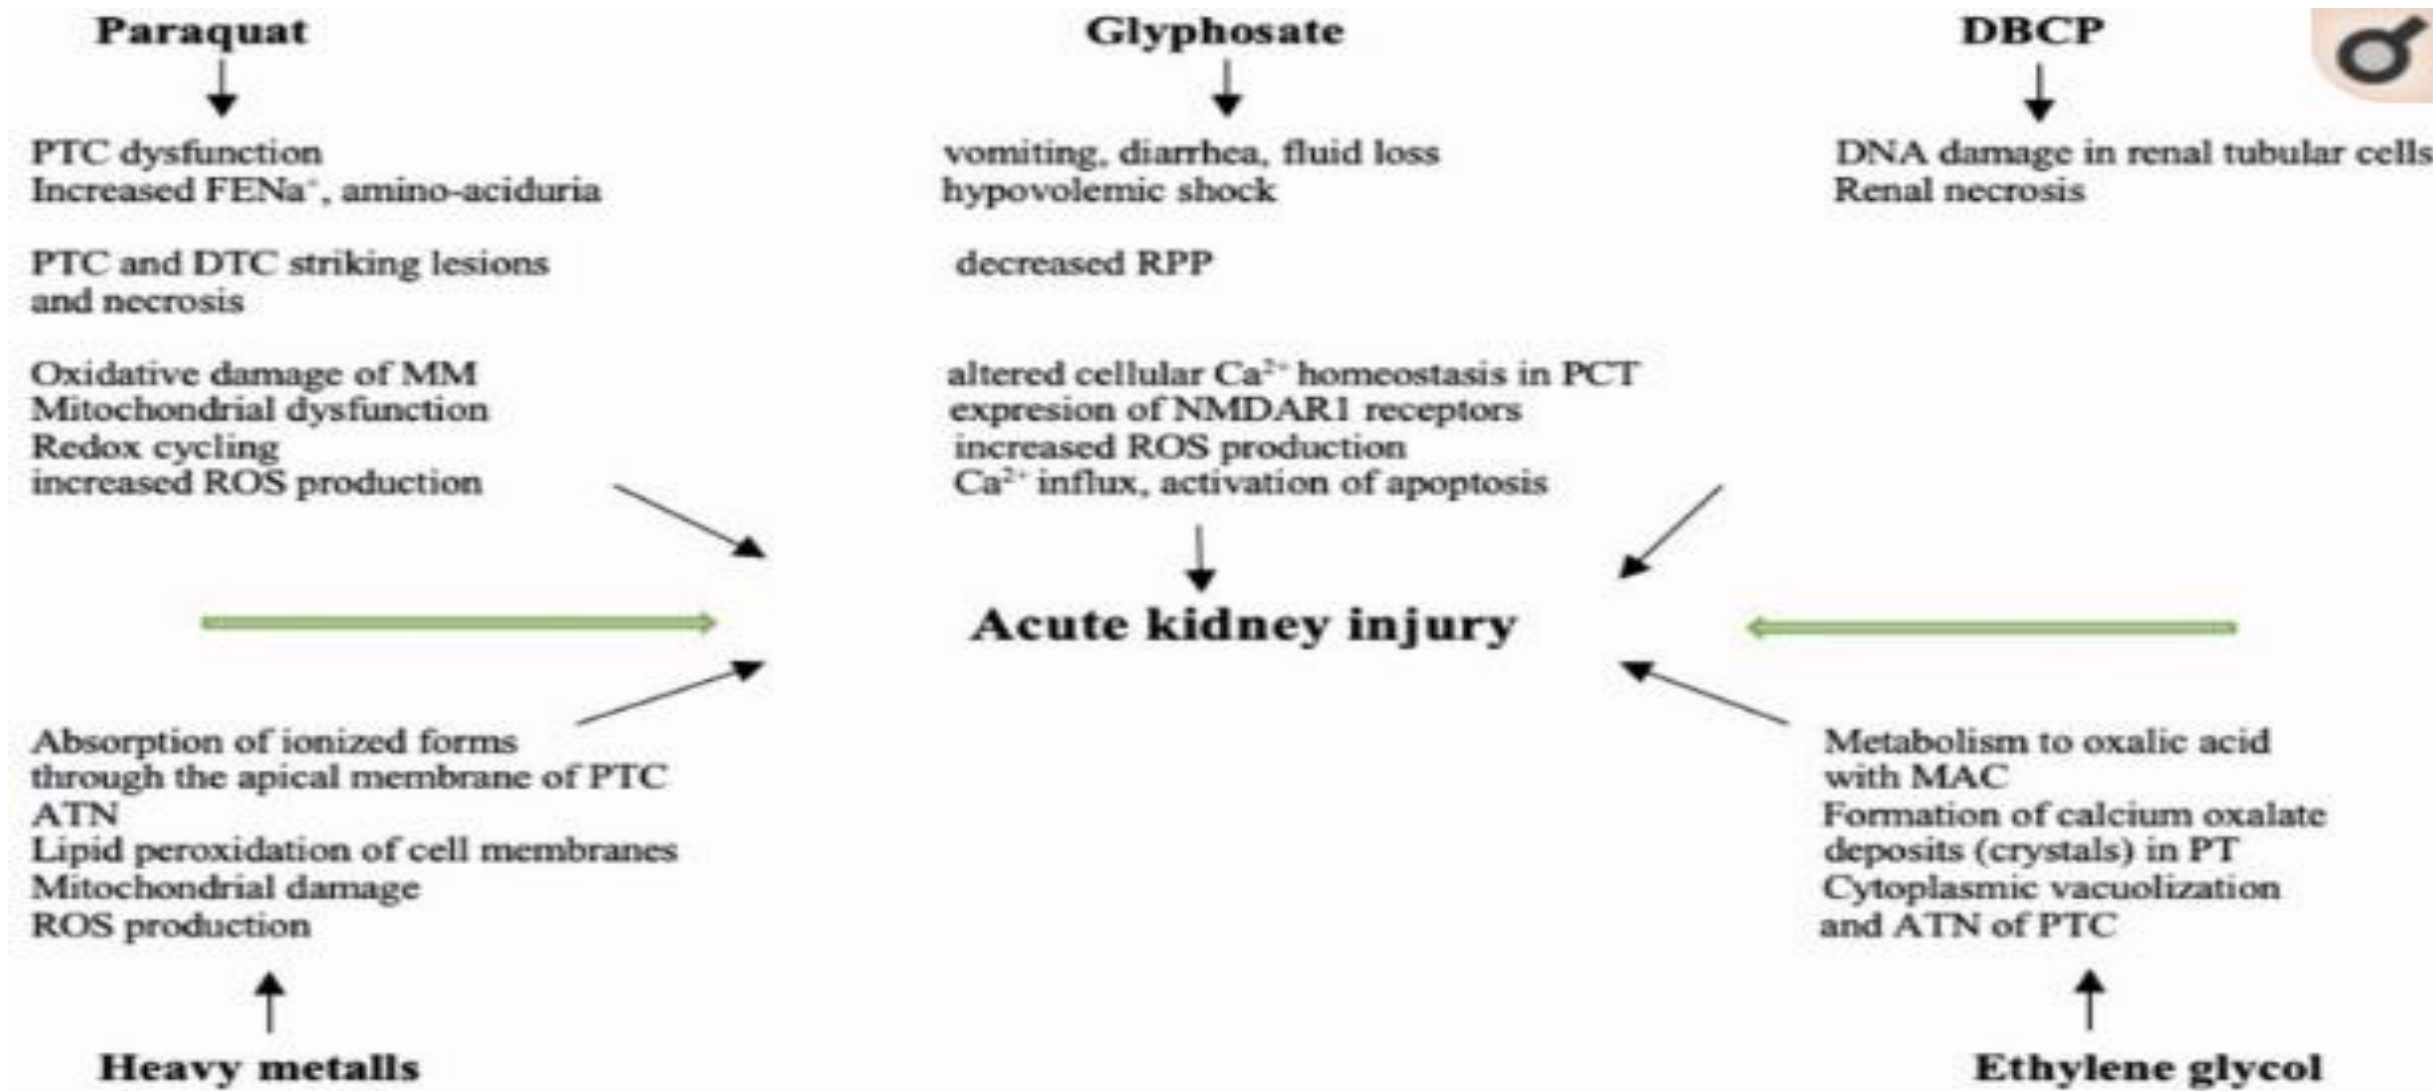 Paraquat
PTC dysfunction
Increased FENa⁺, amino-aciduria
PTC and DTC striking lesions
and necrosis
Oxidative damage of MM
Mitochondrial dysfunction
Redox cycling
increased ROS production
Glyphosate
vomiting, diarrhea, fluid loss
hypovolemic shock
decreased RPP
altered cellular Ca²⁺ homeostasis in PCT
expresion of NMDAR1 receptors
increased ROS production
Ca²⁺ influx, activation of apoptosis
DBCP
DNA damage in renal tubular cells
Renal necrosis
Acute kidney injury
Absorption of ionized forms
through the apical membrane of PTC
ATN
Lipid peroxidation of cell membranes
Mitochondrial damage
ROS production
Heavy metalls
Metabolism to oxalic acid
with MAC
Formation of calcium oxalate
deposits (crystals) in PT
Cytoplasmic vacuolization
and ATN of PTC
Ethylene glycol